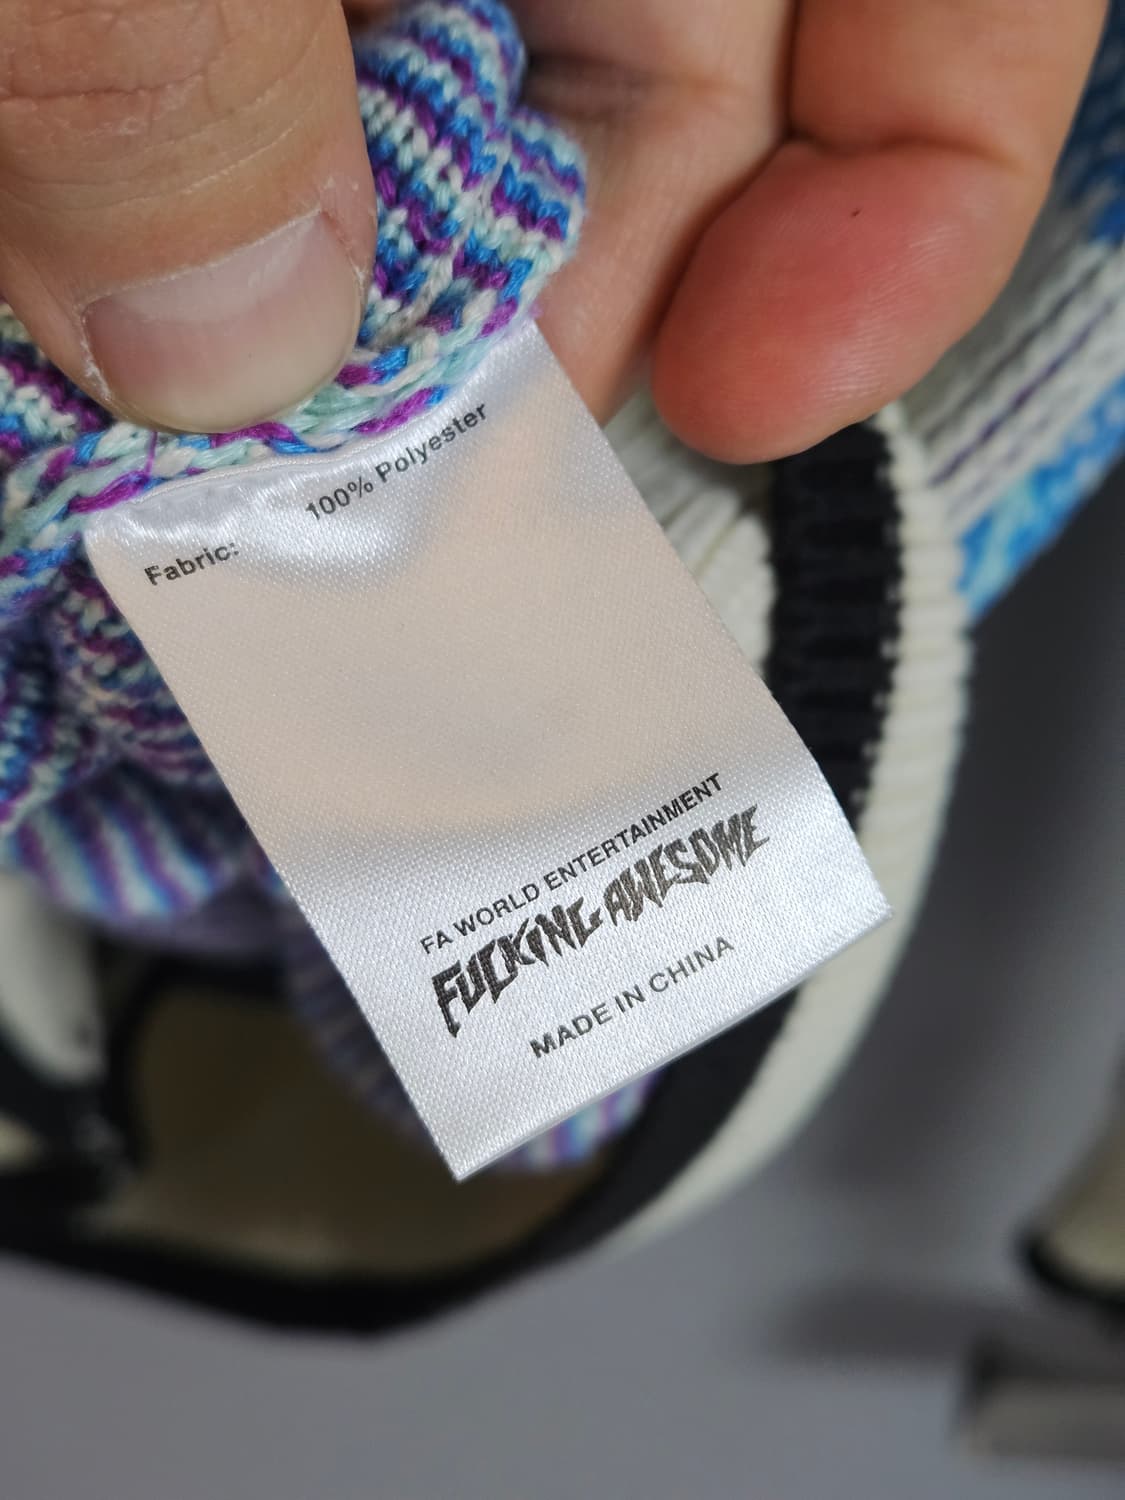 Fabric: 100% Polyester
FA WORLD ENTERTAINMENT
FUCKING AWESOME
MADE IN CHINA